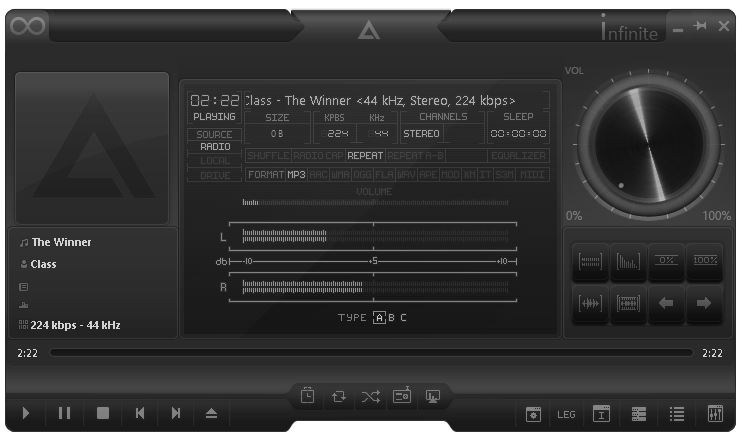 infinite
02:22 Class - The Winner <44 kHz, Stereo, 224 kbps>
PLAYING SIZE KPBS KHz CHANNELS SLEEP
0B 224 44 STEREO 00:00:00
SOURCE
RADIO SHUFFLE RADIO CAP REPEAT REPEAT A-B EQUALIZER
LOCAL
DRIVE FORMAT MP3 AAC WMA OGG FLA WAV APE MOD XM IT S3M MIDI
VOLUME
L
db -10 +5 +10
R
TYPE A B C
VOL
0% 100%
The Winner
Class
224 kbps - 44 kHz
0% 100%
2:22 2:22
LEG